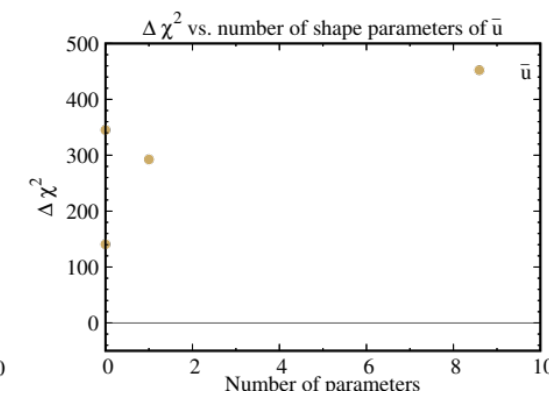 Δ χ² vs. number of shape parameters of ū
500
400
300
200
100
0
Δ χ²
ū
0
0 2 4 6 8 10
Number of parameters